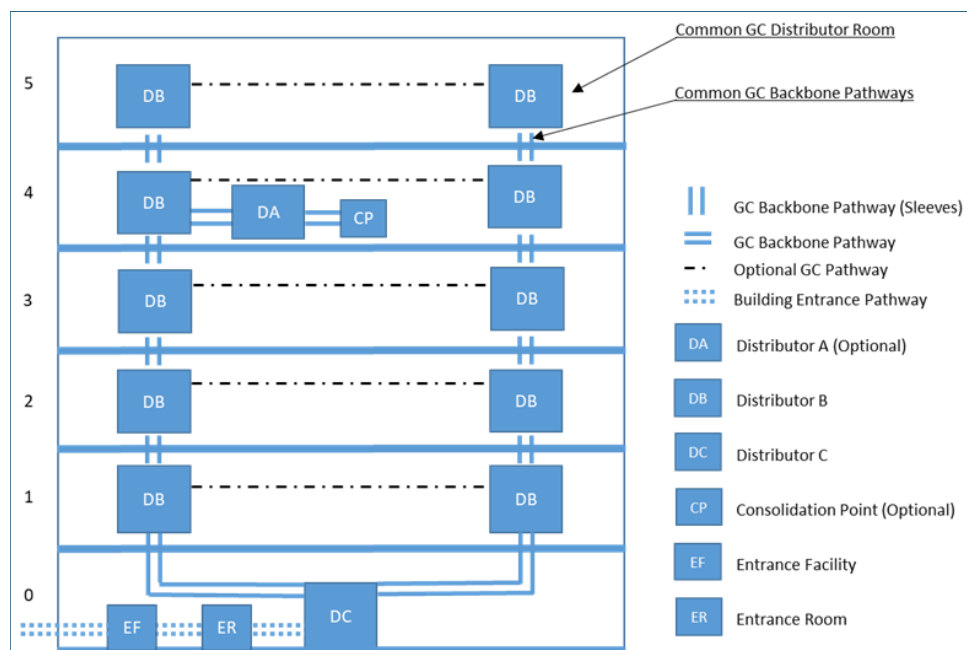 Common GC Distributor Room
5
DB
DB
Common GC Backbone Pathways
4
DB
DA
CP
DB
GC Backbone Pathway (Sleeves)
GC Backbone Pathway
Optional GC Pathway
Building Entrance Pathway
3
DB
DB
DA
Distributor A (Optional)
2
DB
DB
DB
Distributor B
DC
Distributor C
1
DB
DB
CP
Consolidation Point (Optional)
EF
Entrance Facility
0
EF
ER
DC
ER
Entrance Room